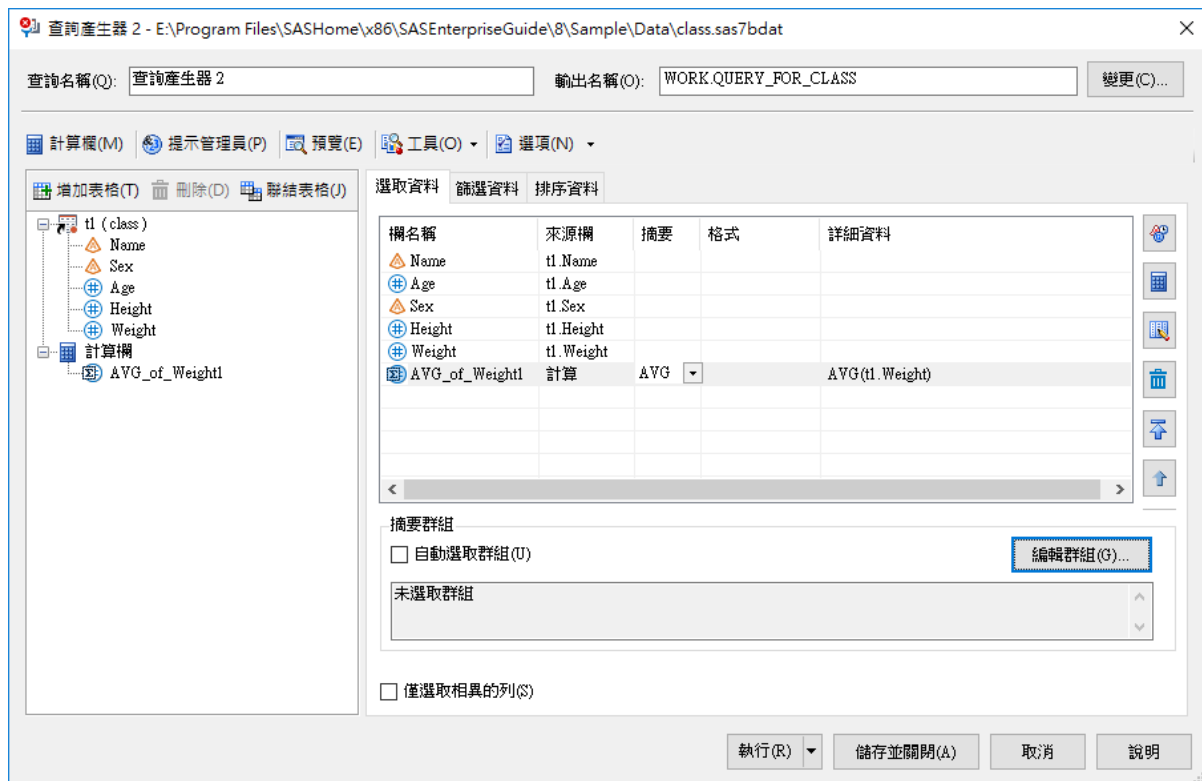 查詢產生器 2 - E:\Program Files\SASHome\x86\SASEnterpriseGuide\8\Sample\Data\class.sas7bdat
查詢名稱(Q): 查詢產生器 2 輸出名稱(O): WORK.QUERY_FOR_CLASS 變更(C)...
計算欄(M) 提示管理員(P) 預覽(E) 工具(O) 選項(N)
增加表格(T) 刪除(D) 聯結表格(J)
t1 (class)
Name
Sex
Age
Height
Weight
計算欄
AVG_of_Weight1
選取資料 篩選資料 排序資料
欄名稱 來源欄 摘要 格式 詳細資料
Name t1.Name
Age t1.Age
Sex t1.Sex
Height t1.Height
Weight t1.Weight
AVG_of_Weight1 計算 AVG AVG(t1.Weight)
摘要群組
自動選取群組(U) 編輯群組(G)...
未選取群組
僅選取相異的列(S)
執行(R) 儲存並關閉(A) 取消 說明